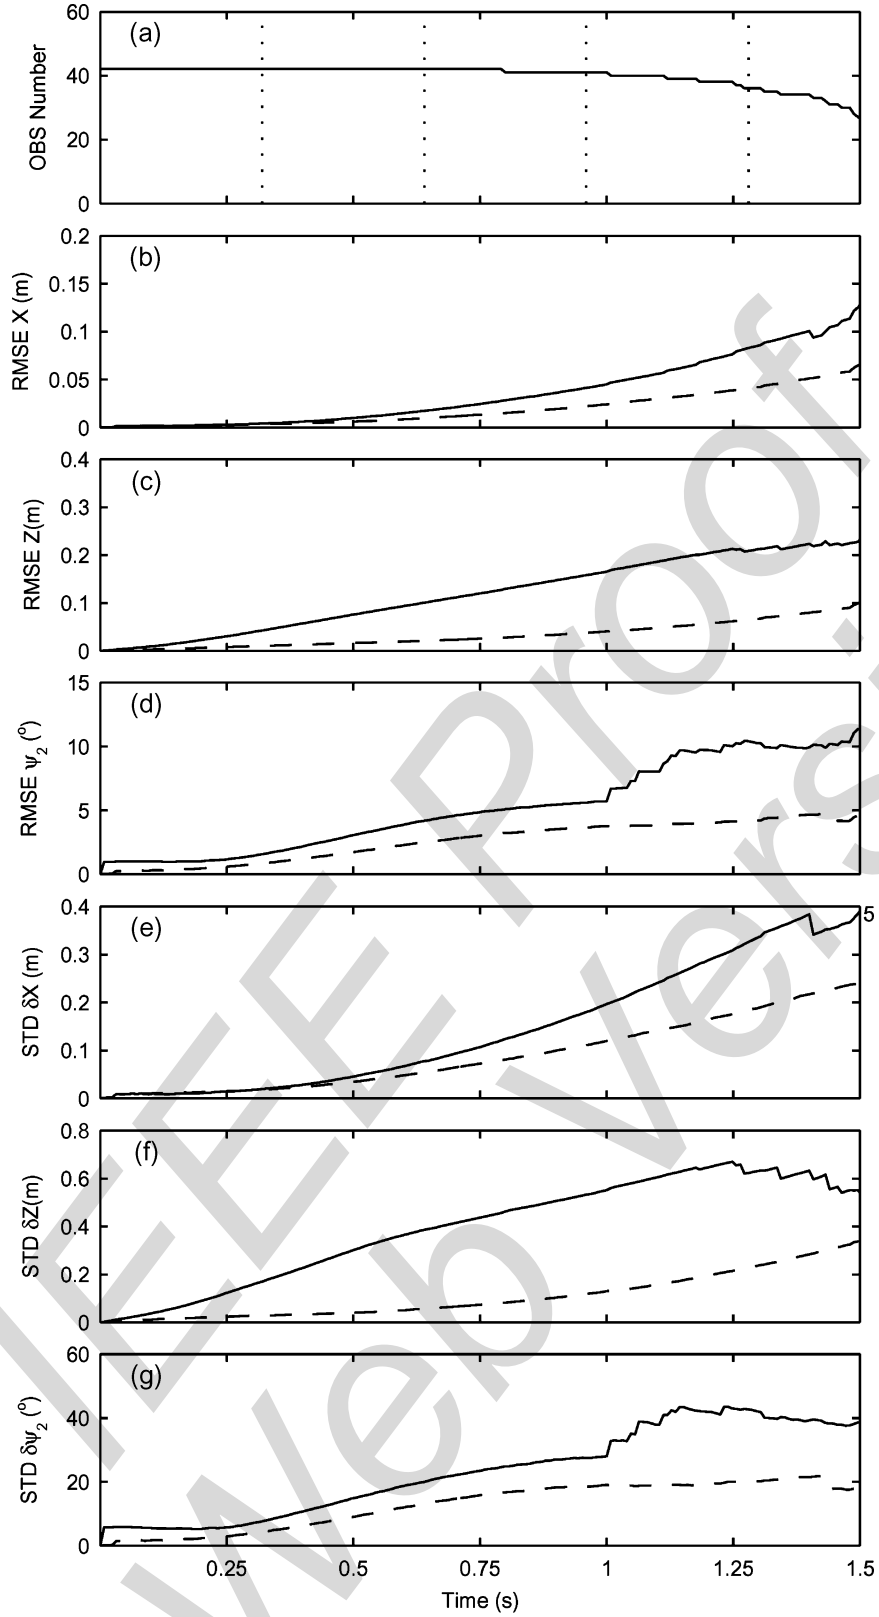 (a)
60
40
20
0
OBS Number
(b)
0.2
0.15
0.1
0.05
0
RMSE X (m)
(c)
0.4
0.3
0.2
0.1
0
RMSE Z(m)
(d)
15
10
5
0
RMSE ψ2 (o)
(e)
0.4
0.3
0.2
0.1
0
5
STD δX (m)
(f)
0.8
0.6
0.4
0.2
0
STD δZ(m)
(g)
60
40
20
0
STD δψ2 (o)
0.25 0.5 0.75 1 1.25 1.5
Time (s)
IEEE Proof
Web Vers